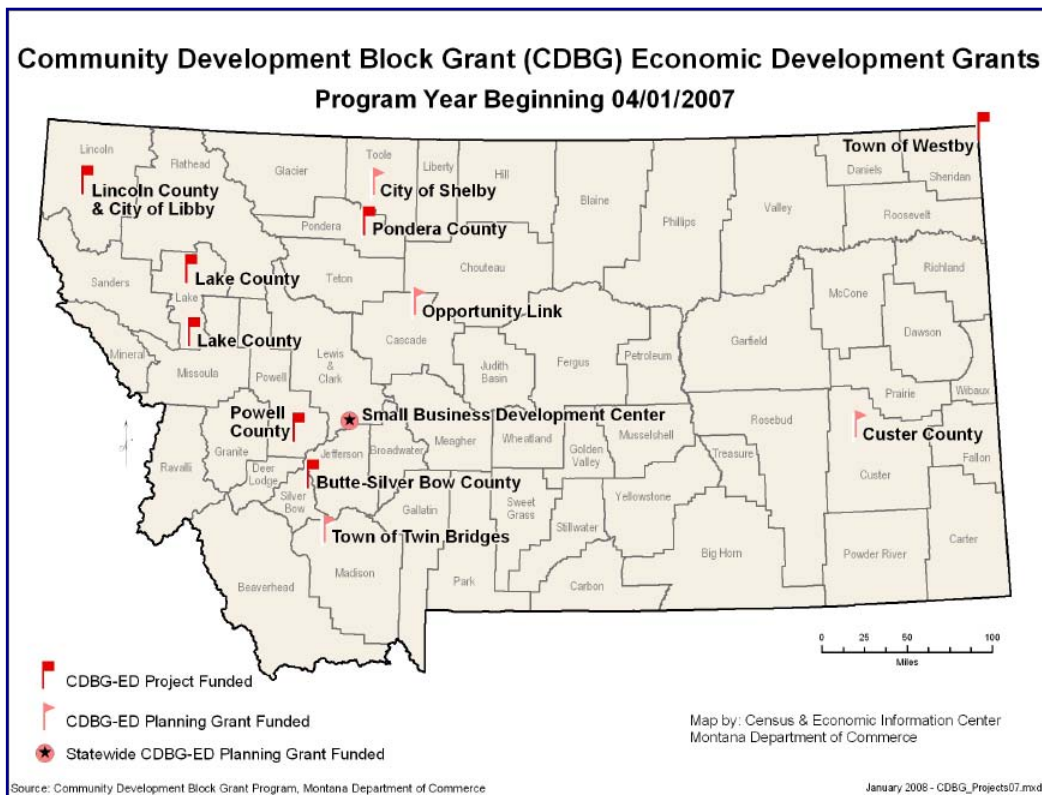 Community Development Block Grant (CDBG) Economic Development Grants
Program Year Beginning 04/01/2007
Lincoln
Flathead
Glacier
Toole
Liberty
Hill
Blaine
Phillips
Valley
Daniels
Sheridan
Roosevelt
Town of Westby
Lincoln County
& City of Libby
City of Shelby
Pondera
Pondera County
Sanders
Lake
Lake County
Lake County
Teton
Chouteau
Opportunity Link
Cascade
Richland
McCone
Dawson
Garfield
Mineral
Missoula
Powell
Lewis
& Clark
Judith
Basin
Fergus
Petroleum
Prairie
Wibaux
Powell
County
Small Business Development Center
Rosebud
Custer County
Fallon
Ravalli
Granite
Deer
Lodge
Jefferson
Broadwater
Meagher
Wheatland
Golden
Valley
Musselshell
Treasure
Custer
Butte-Silver Bow County
Silver
Bow
Gallatin
Sweet
Grass
Stillwater
Yellowstone
Town of Twin Bridges
Beaverhead
Madison
Park
Carbon
Big Horn
Powder River
Carter
0 25 50 100
Miles
CDBG-ED Project Funded
CDBG-ED Planning Grant Funded
Statewide CDBG-ED Planning Grant Funded
Map by: Census & Economic Information Center
Montana Department of Commerce
Source: Community Development Block Grant Program, Montana Department of Commerce
January 2008 - CDBG_Projects07.mxd